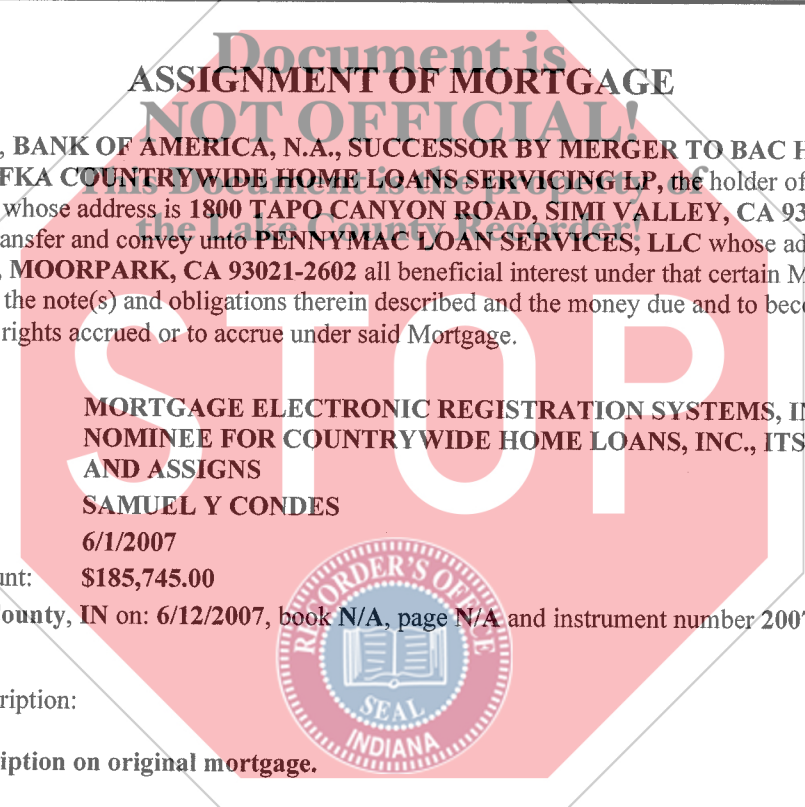 Document is
ASSIGNMENT OF MORTGAGE
NOT OFFICIAL!
, BANK OF AMERICA, N.A., SUCCESSOR BY MERGER TO BAC H
FKA COUNTRYWIDE HOME LOANS SERVICING LP, the holder of
This Document is the property of
whose address is 1800 TAPO CANYON ROAD, SIMI VALLEY, CA 93
the Lake County Recorder!
ansfer and convey unto PENNYMAC LOAN SERVICES, LLC whose ad
, MOORPARK, CA 93021-2602 all beneficial interest under that certain M
the note(s) and obligations therein described and the money due and to beco
rights accrued or to accrue under said Mortgage.
STOP
MORTGAGE ELECTRONIC REGISTRATION SYSTEMS, IN
NOMINEE FOR COUNTRYWIDE HOME LOANS, INC., ITS
AND ASSIGNS
SAMUEL Y CONDES
6/1/2007
unt: $185,745.00
ounty, IN on: 6/12/2007, book N/A, page N/A and instrument number 2007
RECORDER'S OFFICE
SEAL
INDIANA
ription:
iption on original mortgage.